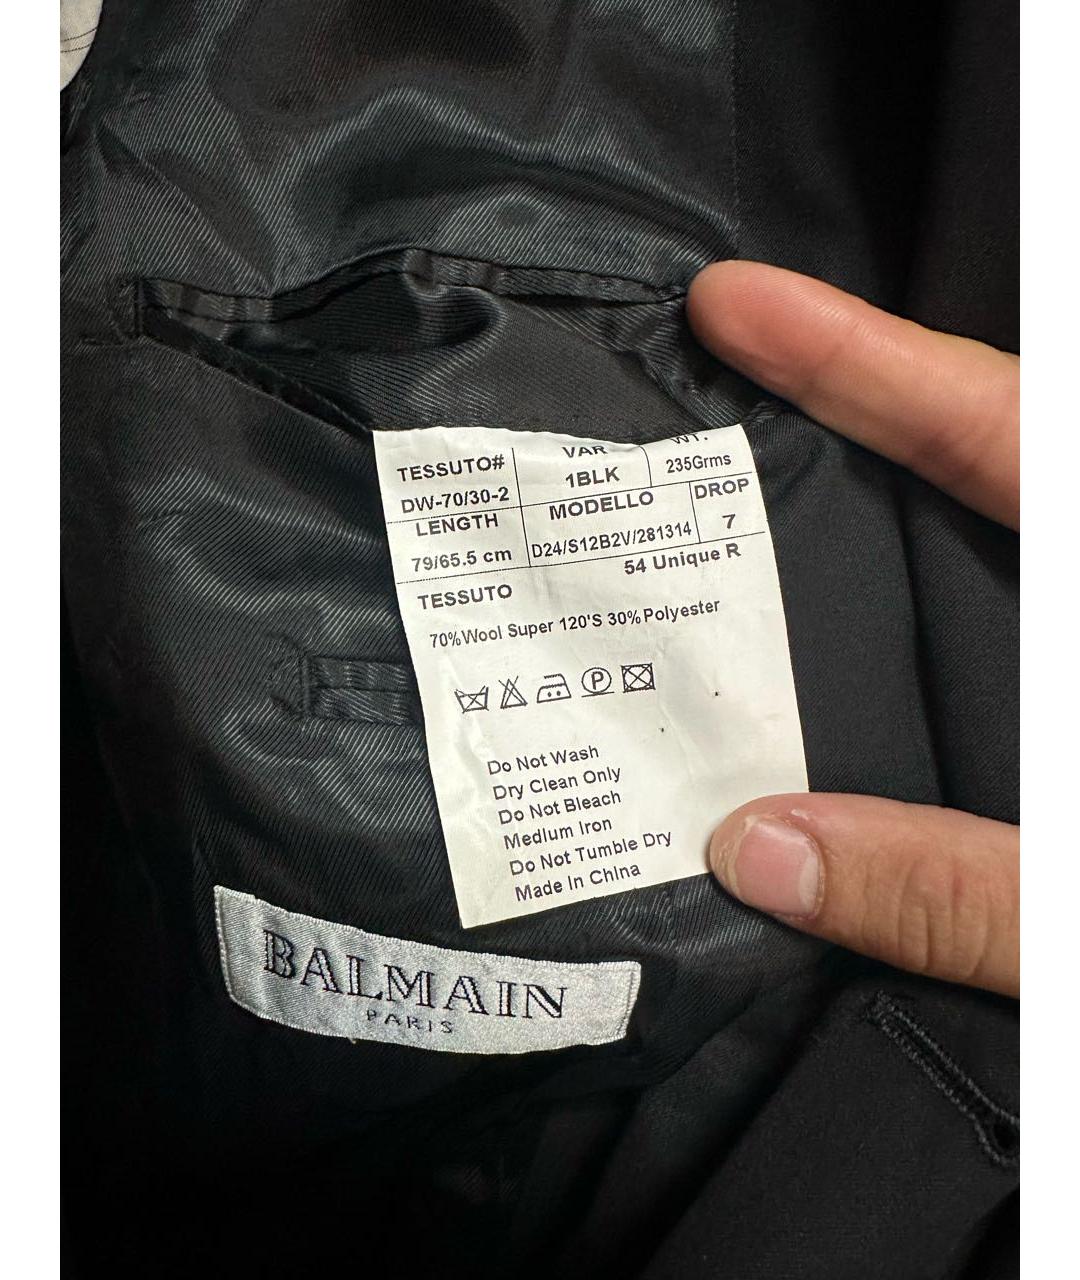 TESSUTO# VAR WT.
DW-70/30-2 1BLK 235Grms
LENGTH MODELLO DROP
79/65.5 cm D24/S12B2V/281314 7
54 Unique R
TESSUTO
70%Wool Super 120'S 30%Polyester
P
Do Not Wash
Dry Clean Only
Do Not Bleach
Medium Iron
Do Not Tumble Dry
Made In China
BALMAIN
PARIS